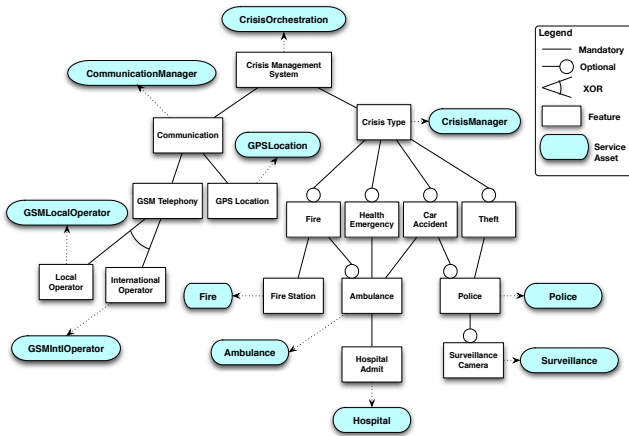 CrisisOrchestration
Legend
Mandatory
Optional
XOR
Feature
Service
Asset
Crisis Management
System
CommunicationManager
Communication
Crisis Type
CrisisManager
GPSLocation
GSM Telephony
GPS Location
Fire
Health
Emergency
Car
Accident
Theft
GSMLocalOperator
Local
Operator
International
Operator
Fire
Fire Station
Ambulance
Police
Police
GSMIntlOperator
Ambulance
Hospital
Admit
Surveillance
Camera
Surveillance
Hospital